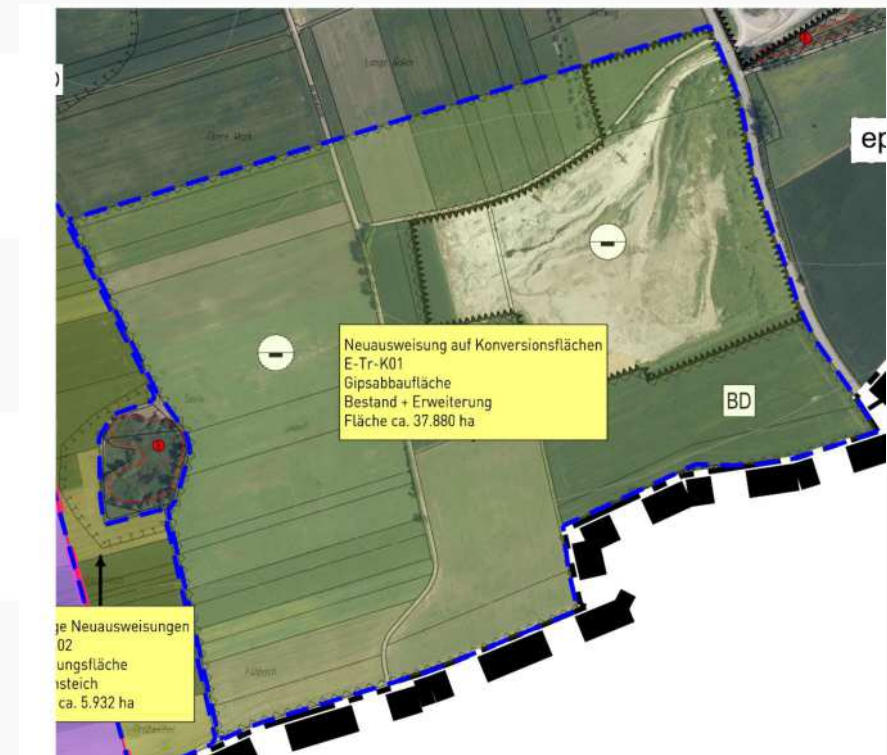 ep
Neuausweisung auf Konversionsflächen
E-Tr-K01
Gipsabbaufläche
Bestand + Erweiterung
Fläche ca. 37.880 ha
BD
ge Neuausweisungen
02
ungsfläche
nsteich
ca. 5.932 ha